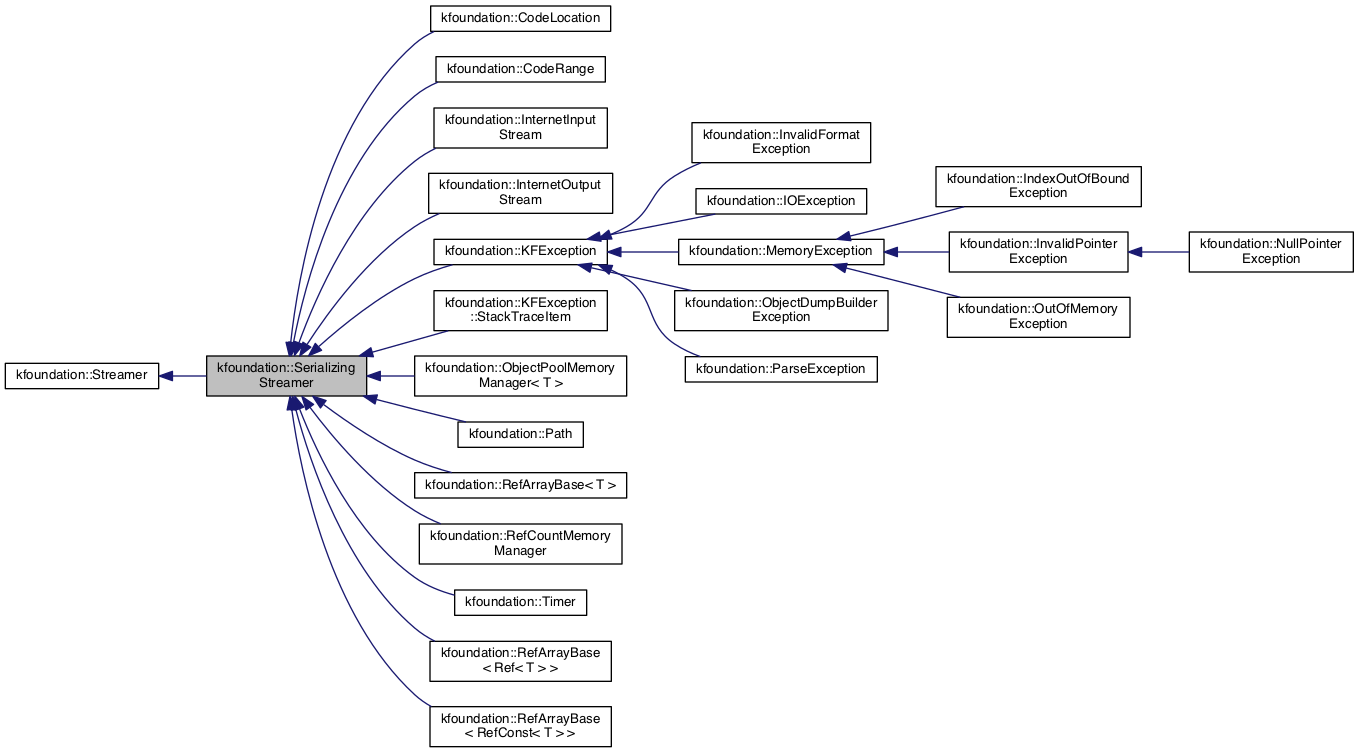 kfoundation::CodeLocation
kfoundation::CodeRange
kfoundation::InternetInput
Stream
kfoundation::InternetOutput
Stream
kfoundation::KFException
kfoundation::KFException
::StackTraceItem
kfoundation::ObjectPoolMemory
Manager< T >
kfoundation::Path
kfoundation::RefArrayBase< T >
kfoundation::RefCountMemory
Manager
kfoundation::Timer
kfoundation::RefArrayBase
< Ref< T > >
kfoundation::RefArrayBase
< RefConst< T > >
kfoundation::Streamer
kfoundation::Serializing
Streamer
kfoundation::InvalidFormat
Exception
kfoundation::IOException
kfoundation::MemoryException
kfoundation::ObjectDumpBuilder
Exception
kfoundation::ParseException
kfoundation::IndexOutOfBound
Exception
kfoundation::InvalidPointer
Exception
kfoundation::OutOfMemory
Exception
kfoundation::NullPointer
Exception